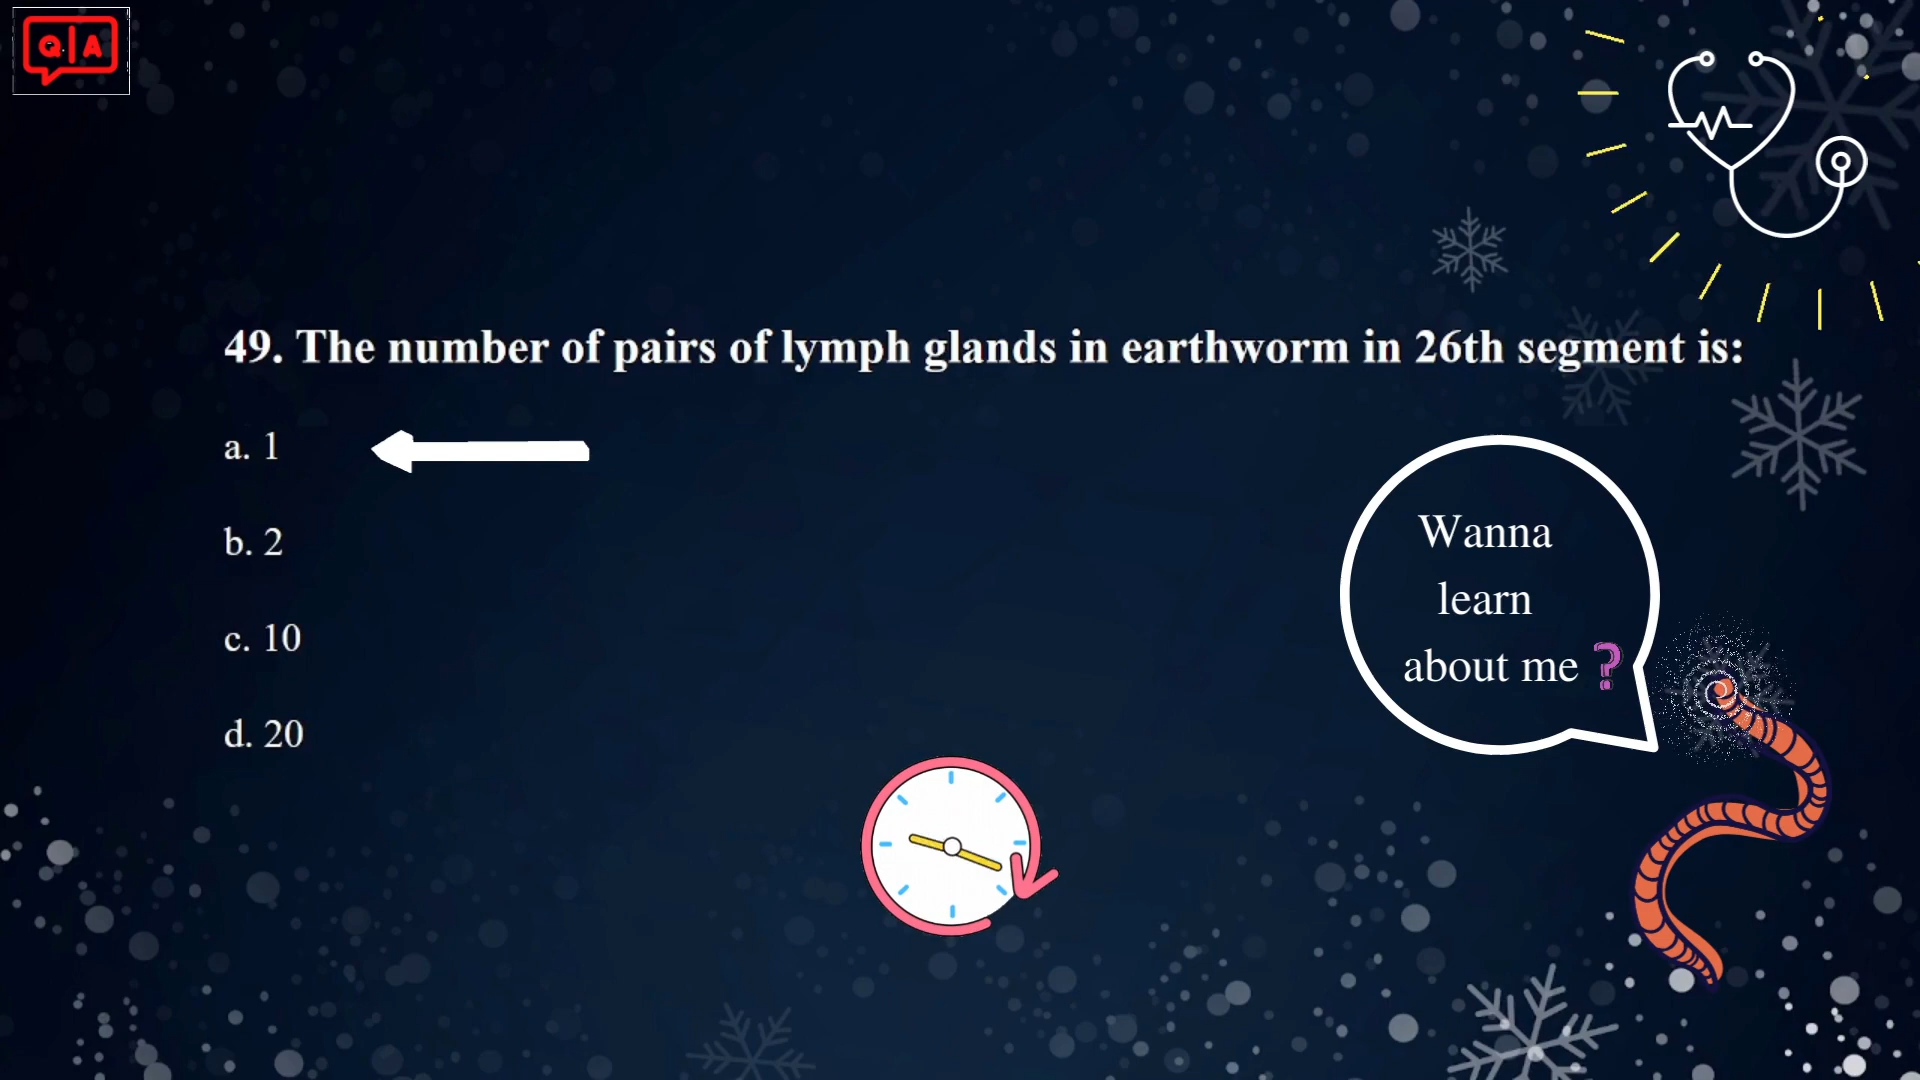 Q|A
49. The number of pairs of lymph glands in earthworm in 26th segment is:
a. 1
b. 2
c. 10
d. 20
Wanna
learn
about me ?